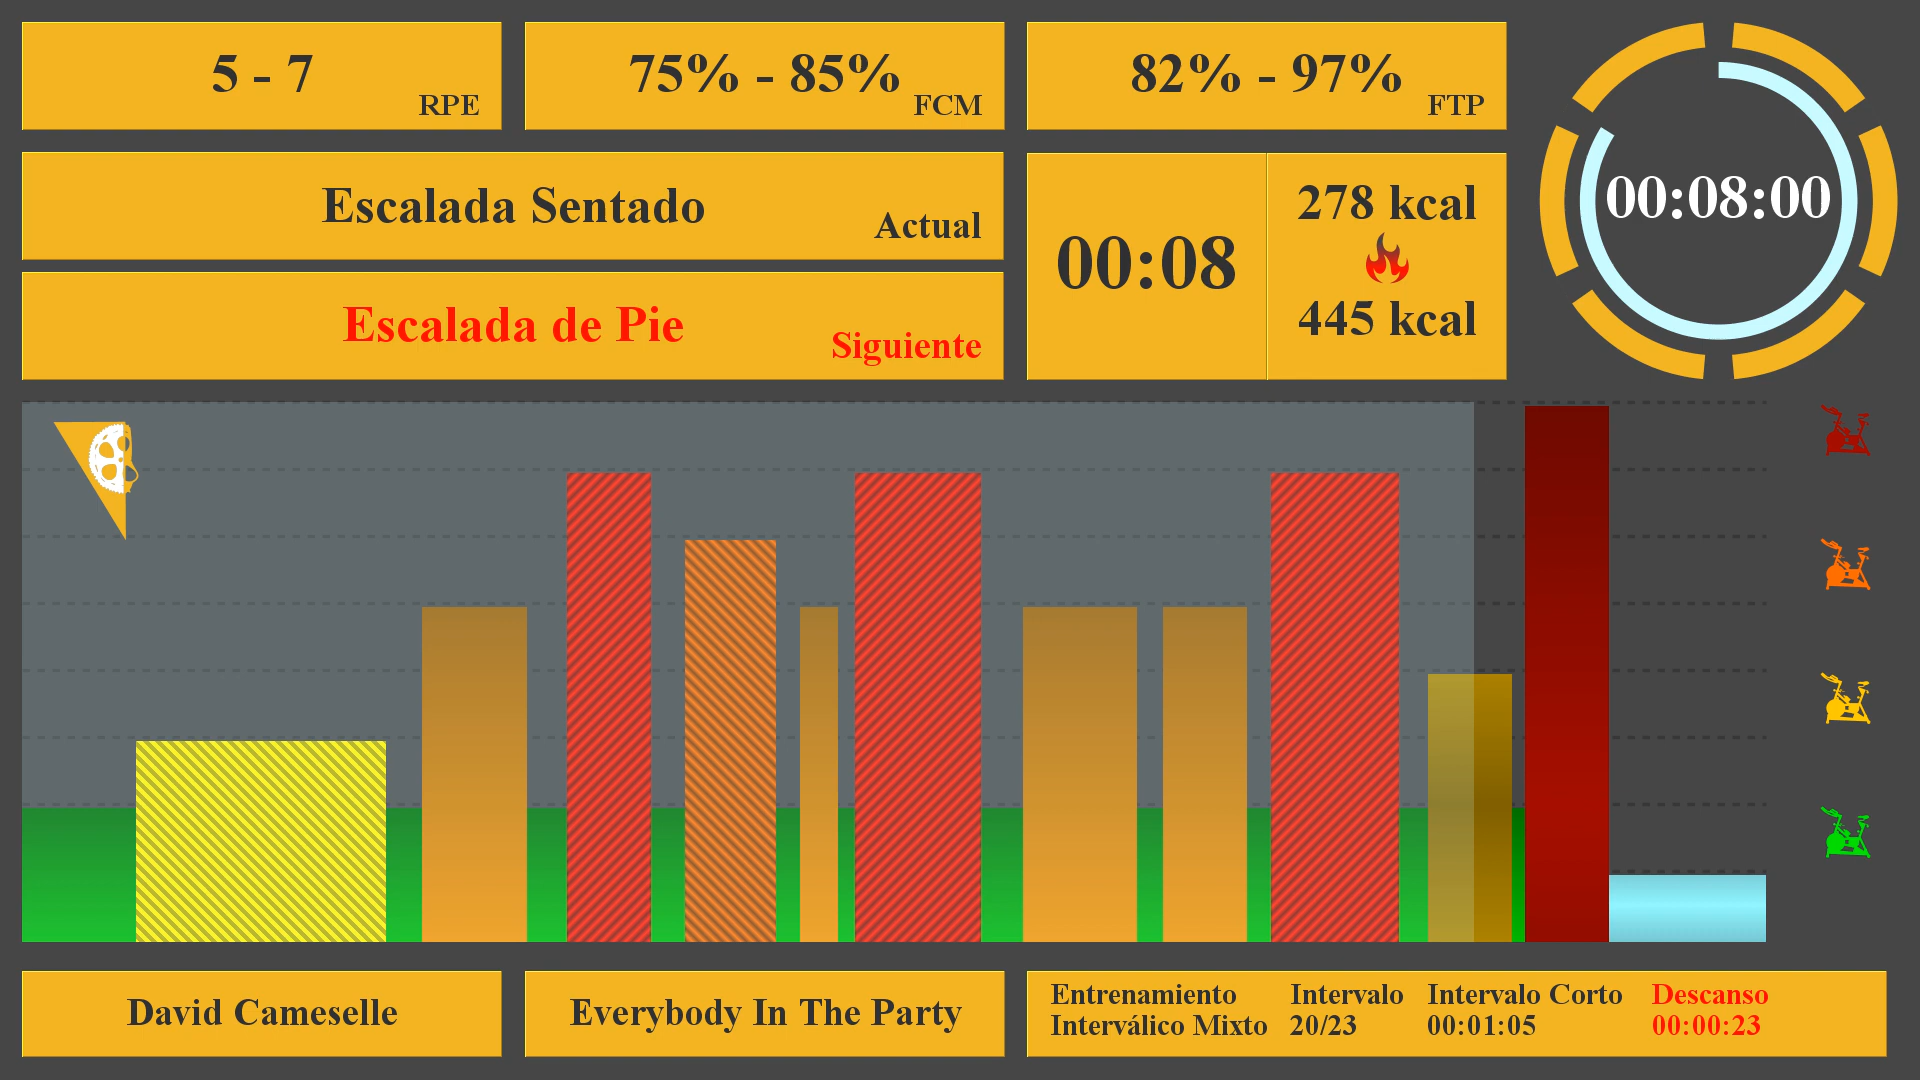 5 - 7
RPE
75% - 85%
FCM
82% - 97%
FTP
00:08:00
Escalada Sentado
Actual
00:08
278 kcal
445 kcal
Escalada de Pie
Siguiente
David Cameselle
Everybody In The Party
Entrenamiento
Interválico Mixto
Intervalo
20/23
Intervalo Corto
00:01:05
Descanso
00:00:23